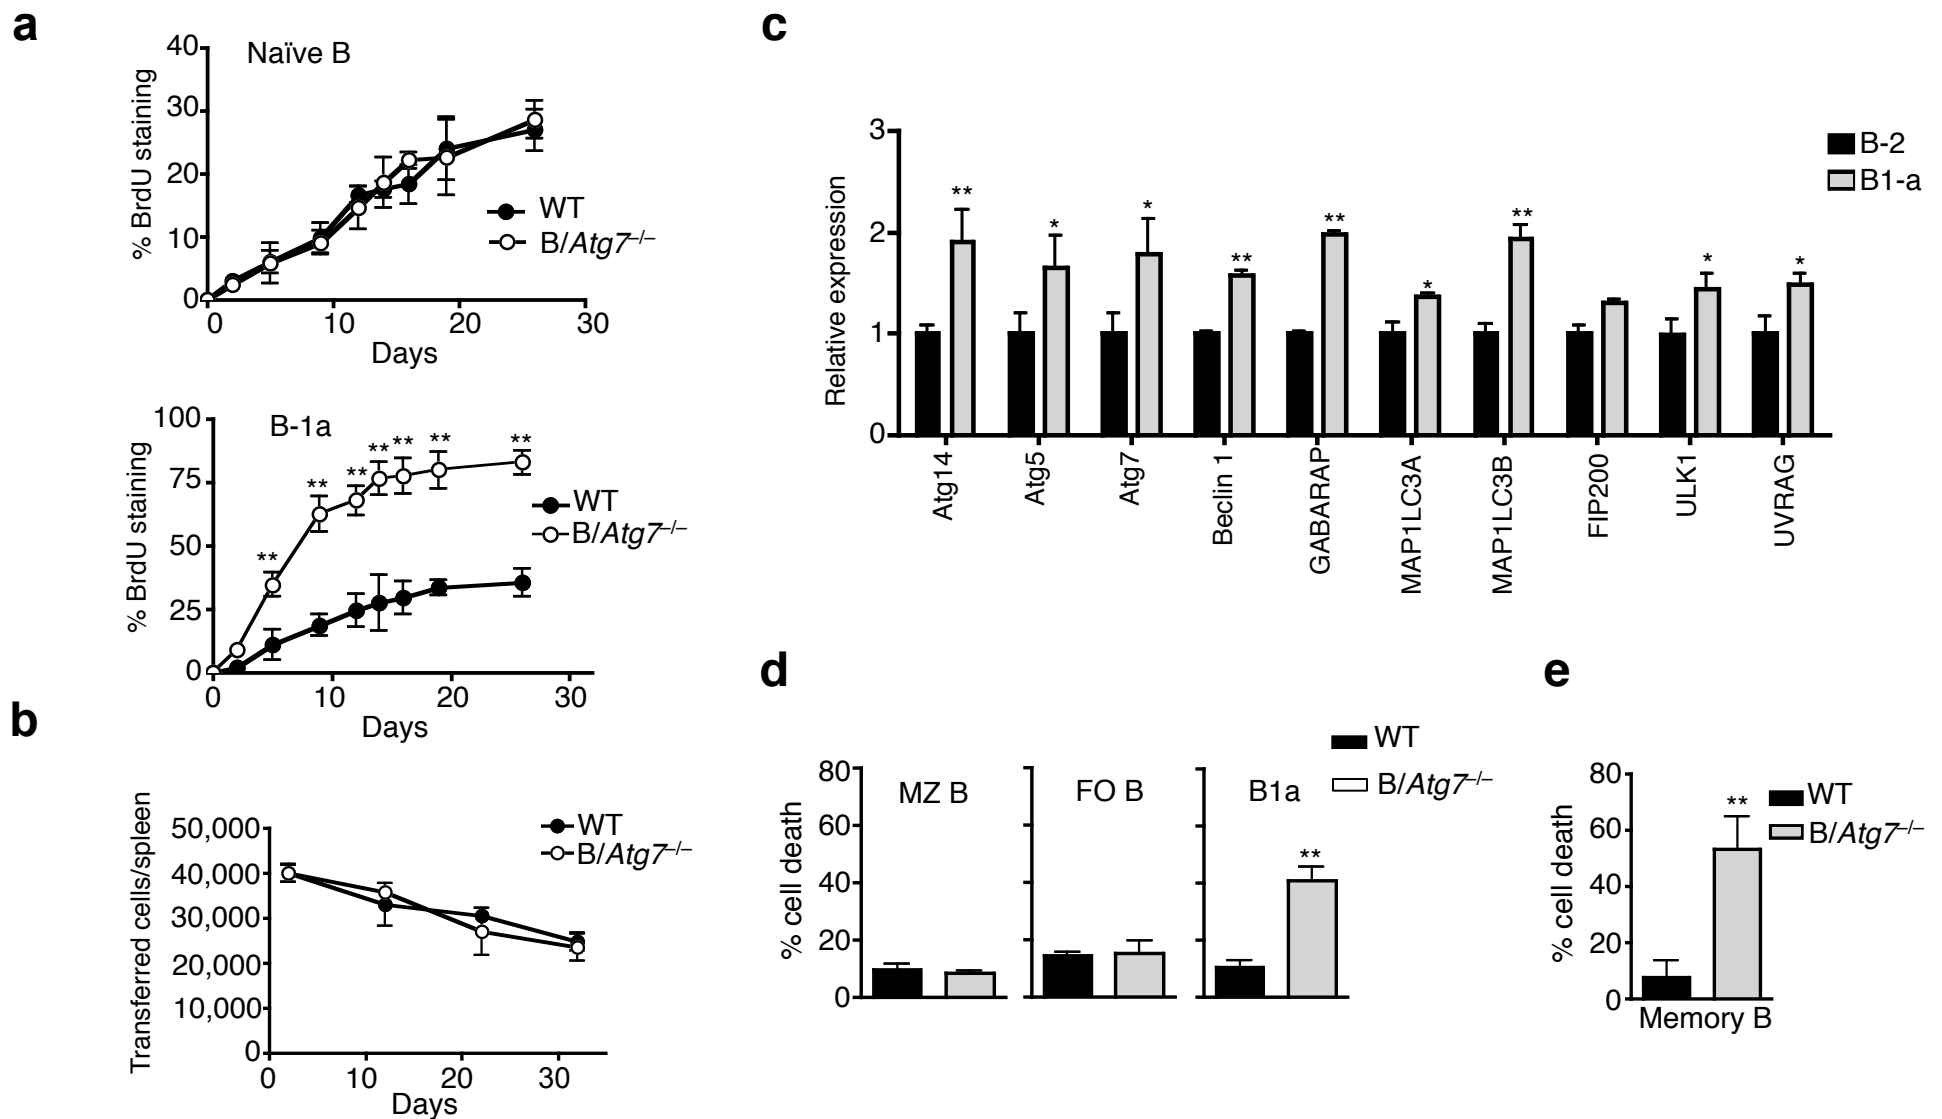 a
40
30
20
10
0
% BrdU staining
Naïve B
WT
B/Atg7–/–
0 10 20 30
Days
100
75
50
25
0
% BrdU staining
B-1a
** ** ** ** ** ** **
WT
B/Atg7–/–
0 10 20 30
Days
b
50,000
40,000
30,000
20,000
10,000
0
Transferred cells/spleen
WT
B/Atg7–/–
0 10 20 30
Days
c
3
2
1
0
Relative expression
B-2
B1-a
** * * ** ** * ** * *
Atg14
Atg5
Atg7
Beclin 1
GABARAP
MAP1LC3A
MAP1LC3B
FIP200
ULK1
UVRAG
d
80
60
40
20
0
% cell death
MZ B
FO B
B1a
**
WT
B/Atg7–/–
e
80
60
40
20
0
% cell death
**
WT
B/Atg7–/–
Memory B